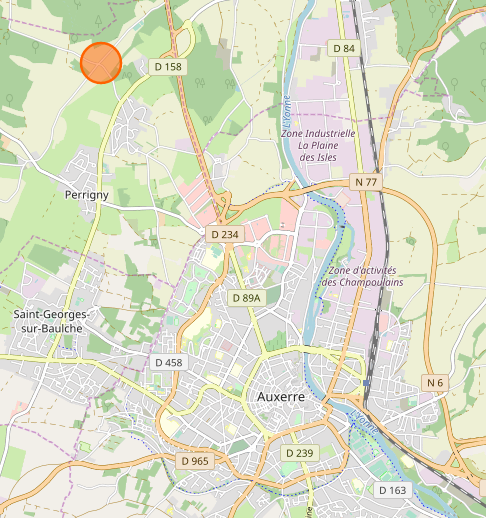 D 84
D 158
L'Yonne
Zone Industrielle
La Plaine
des Isles
N 77
Perrigny
D 234
Zone d'activités
des Champoulains
D 89A
Saint-Georges-
sur-Baulche
D 458
N 6
Auxerre
L'Yonne
D 239
D 965
D 163